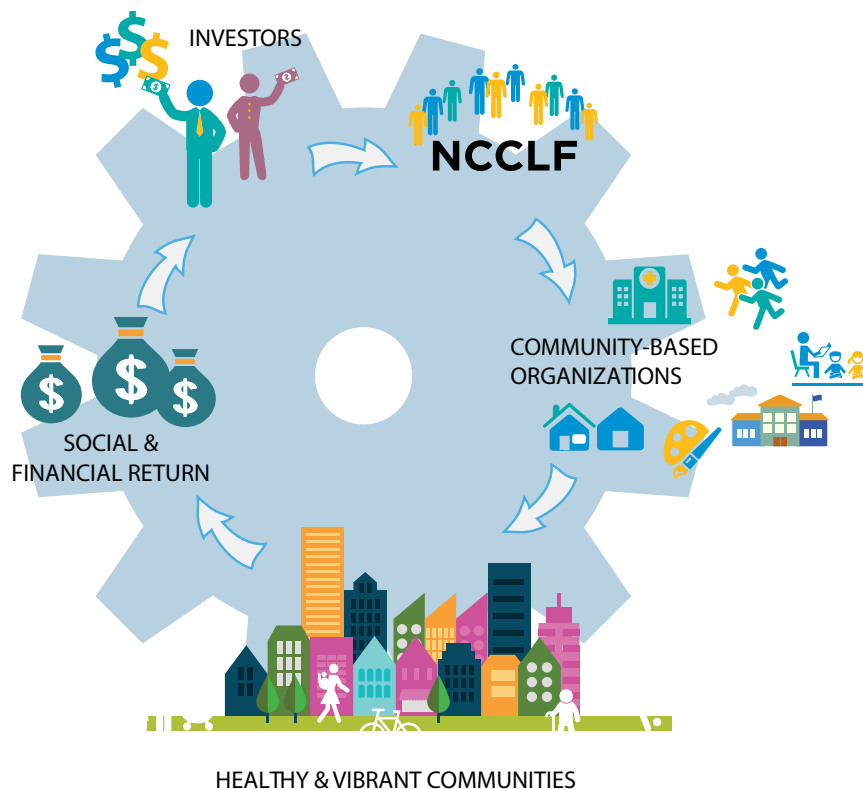 INVESTORS
NCCLF
COMMUNITY-BASED
ORGANIZATIONS
SOCIAL &
FINANCIAL RETURN
$
$
$
$
$
$
$
HEALTHY & VIBRANT COMMUNITIES